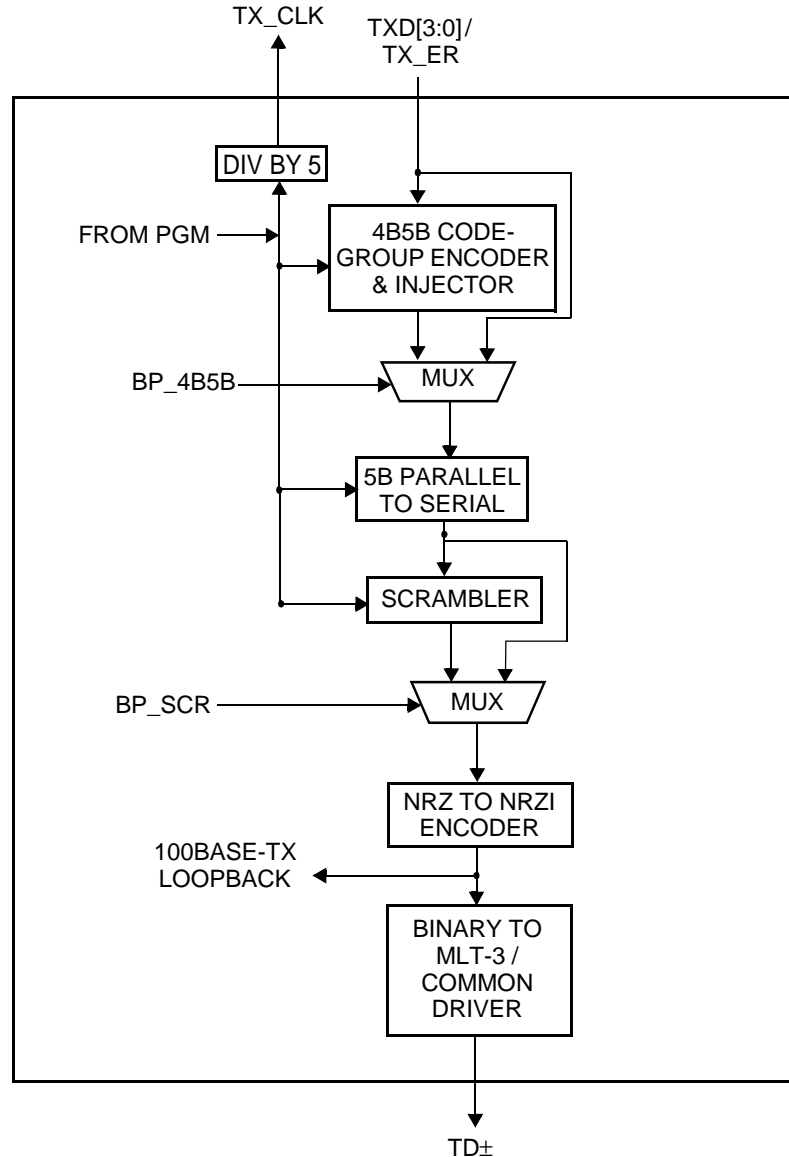 TX_CLK
TXD[3:0]/
TX_ER
DIV BY 5
FROM PGM
4B5B CODE-
GROUP ENCODER
& INJECTOR
BP_4B5B
MUX
5B PARALLEL
TO SERIAL
SCRAMBLER
BP_SCR
MUX
NRZ TO NRZI
ENCODER
100BASE-TX
LOOPBACK
BINARY TO
MLT-3 /
COMMON
DRIVER
TD±